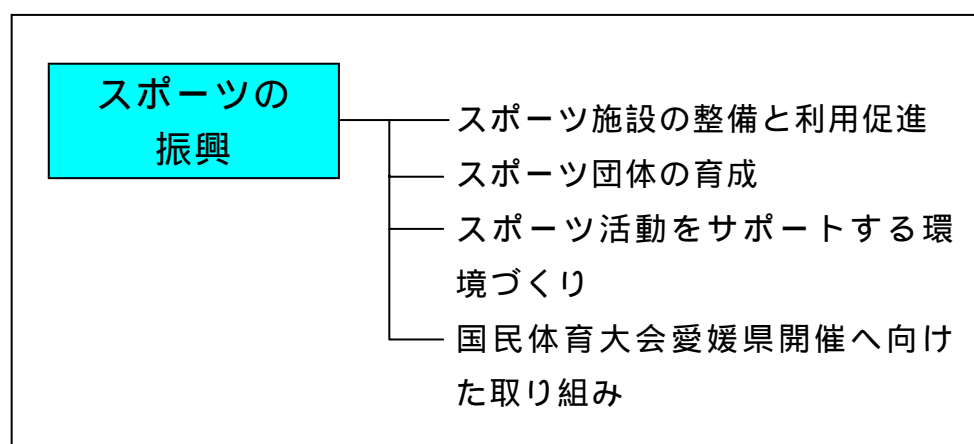 スポーツの
振興
スポーツ施設の整備と利用促進
スポーツ団体の育成
スポーツ活動をサポートする環
境づくり
国民体育大会愛媛県開催へ向け
た取り組み